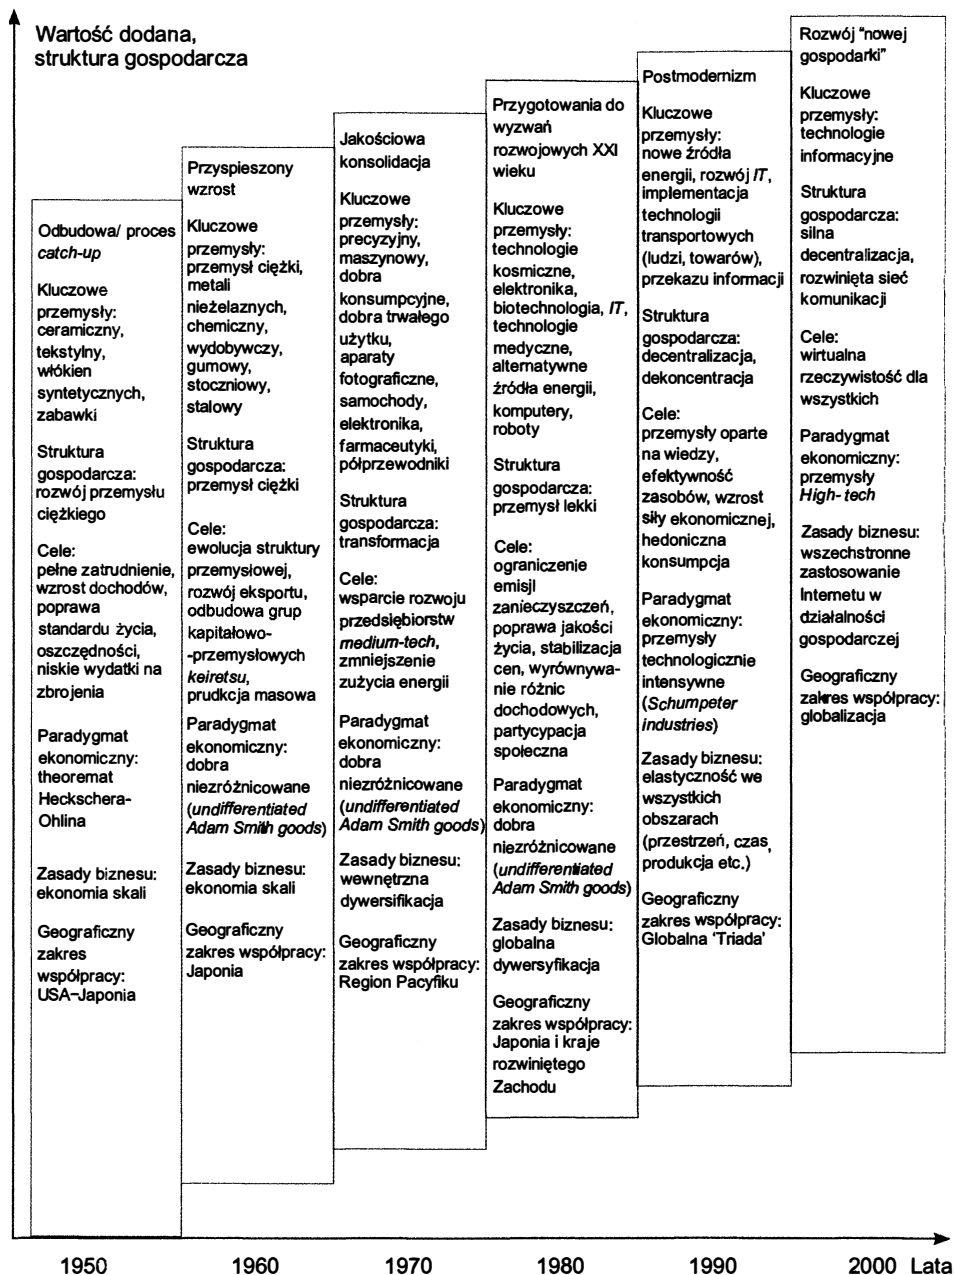 Wartość dodana,
struktura gospodarcza
Odbudowa/ proces
catch-up
Kluczowe
przemysły:
ceramiczny,
tekstylny,
włókien
syntetycznych,
zabawki
Struktura
gospodarcza:
rozwój przemysłu
ciężkiego
Cele:
pełne zatrudnienie,
wzrost dochodów,
poprawa
standardu życia,
oszczędności,
niskie wydatki na
zbrojenia
Paradygmat
ekonomiczny:
theoremat
Heckschera-
Ohlina
Zasady biznesu:
ekonomia skali
Geograficzny
zakres
współpracy:
USA–Japonia
Przyspieszony
wzrost
Kluczowe
przemysły:
przemysł ciężki,
metali
nieżelaznych,
chemiczny,
wydobywczy,
gumowy,
stoczniowy,
stalowy
Struktura
gospodarcza:
przemysł ciężki
Cele:
ewolucja struktury
przemysłowej,
rozwój eksportu,
odbudowa grup
kapitałowo-
-przemysłowych
keiretsu,
prudkcja masowa
Paradygmat
ekonomiczny:
dobra
niezróżnicowane
(undifferentiated
Adam Smith goods)
Zasady biznesu:
ekonomia skali
Geograficzny
zakres współpracy:
Japonia
Jakościowa
konsolidacja
Kluczowe
przemysły:
precyzyjny,
maszynowy,
dobra
konsumpcyjne,
dobra trwałego
użytku,
aparaty
fotograficzne,
samochody,
elektronika,
farmaceutyki,
półprzewodniki
Struktura
gospodarcza:
transformacja
Cele:
wsparcie rozwoju
przedsiębiorstw
medium-tech,
zmniejszenie
zużycia energii
Paradygmat
ekonomiczny:
dobra
niezróżnicowane
(undifferentiated
Adam Smith goods)
Zasady biznesu:
wewnętrzna
dywersifikacja
Geograficzny
zakres współpracy:
Region Pacyfiku
Przygotowania do
wyzwań
rozwojowych XXI
wieku
Kluczowe
przemysły:
technologie
kosmiczne,
elektronika,
biotechnologia, IT,
technologie
medyczne,
alternatywne
źródła energii,
komputery,
roboty
Struktura
gospodarcza:
przemysł lekki
Cele:
ograniczenie
emisji
zanieczyszczeń,
poprawa jakości
życia, stabilizacja
cen, wyrównywa-
nie różnic
dochodowych,
partycypacja
społeczna
Paradygmat
ekonomiczny:
dobra
niezróżnicowane
(undifferentiated
Adam Smith goods)
Zasady biznesu:
globalna
dywersyfikacja
Geograficzny
zakres współpracy:
Japonia i kraje
rozwiniętego
Zachodu
Postmodernizm
Kluczowe
przemysły:
nowe źródła
energii, rozwój IT,
implementacja
technologii
transportowych
(ludzi, towarów),
przekazu informacji
Struktura
gospodarcza:
decentralizacja,
dekoncentracja
Cele:
przemysły oparte
na wiedzy,
efektywność
zasobów, wzrost
siły ekonomicznej,
hedoniczna
konsumpcja
Paradygmat
ekonomiczny:
przemysły
technologicznie
intensywne
(Schumpeter
industries)
Zasady biznesu:
elastyczność we
wszystkich
obszarach
(przestrzeń, czas,
produkcja etc.)
Geograficzny
zakres współpracy:
Globalna 'Triada'
Rozwój "nowej
gospodarki"
Kluczowe
przemysły:
technologie
informacyjne
Struktura
gospodarcza:
silna
decentralizacja,
rozwinięta sieć
komunikacji
Cele:
wirtualna
rzeczywistość dla
wszystkich
Paradygmat
ekonomiczny:
przemysły
High- tech
Zasady biznesu:
wszechstronne
zastosowanie
Internetu w
działalności
gospodarczej
Geograficzny
zakres współpracy:
globalizacja
1950 1960 1970 1980 1990 2000 Lata